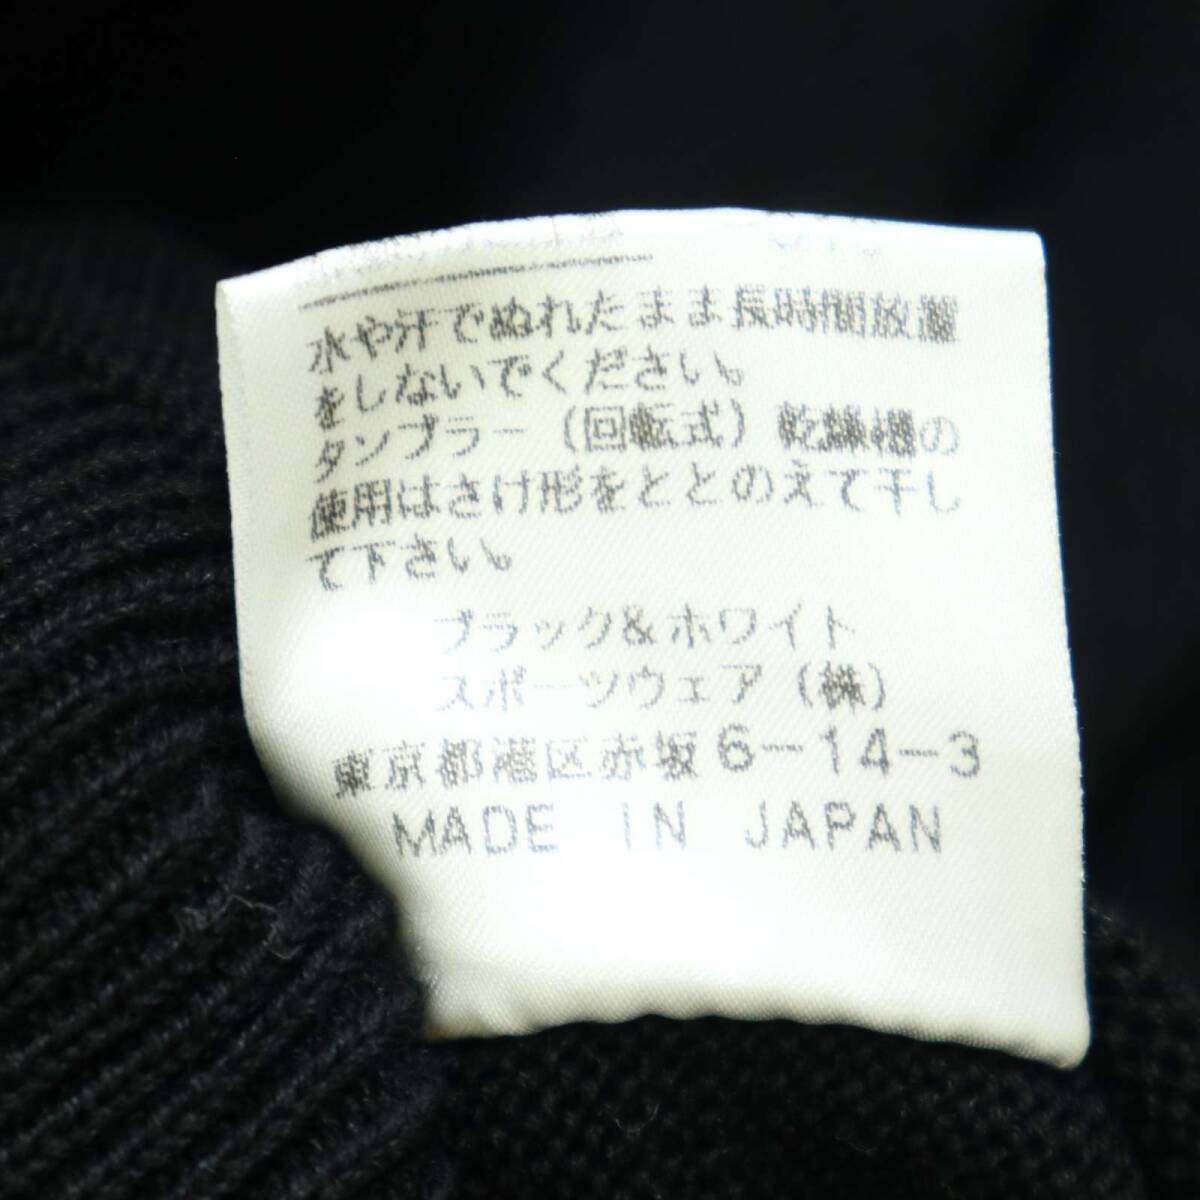 水や汗でぬれたまま長時間放置
をしないでください。
タンブラー（回転式）乾燥機の
使用はさけ形をととのえて干し
て下さい。
ブラック&ホワイト
スポーツウェア（株）
東京都港区赤坂6-14-3
MADE IN JAPAN